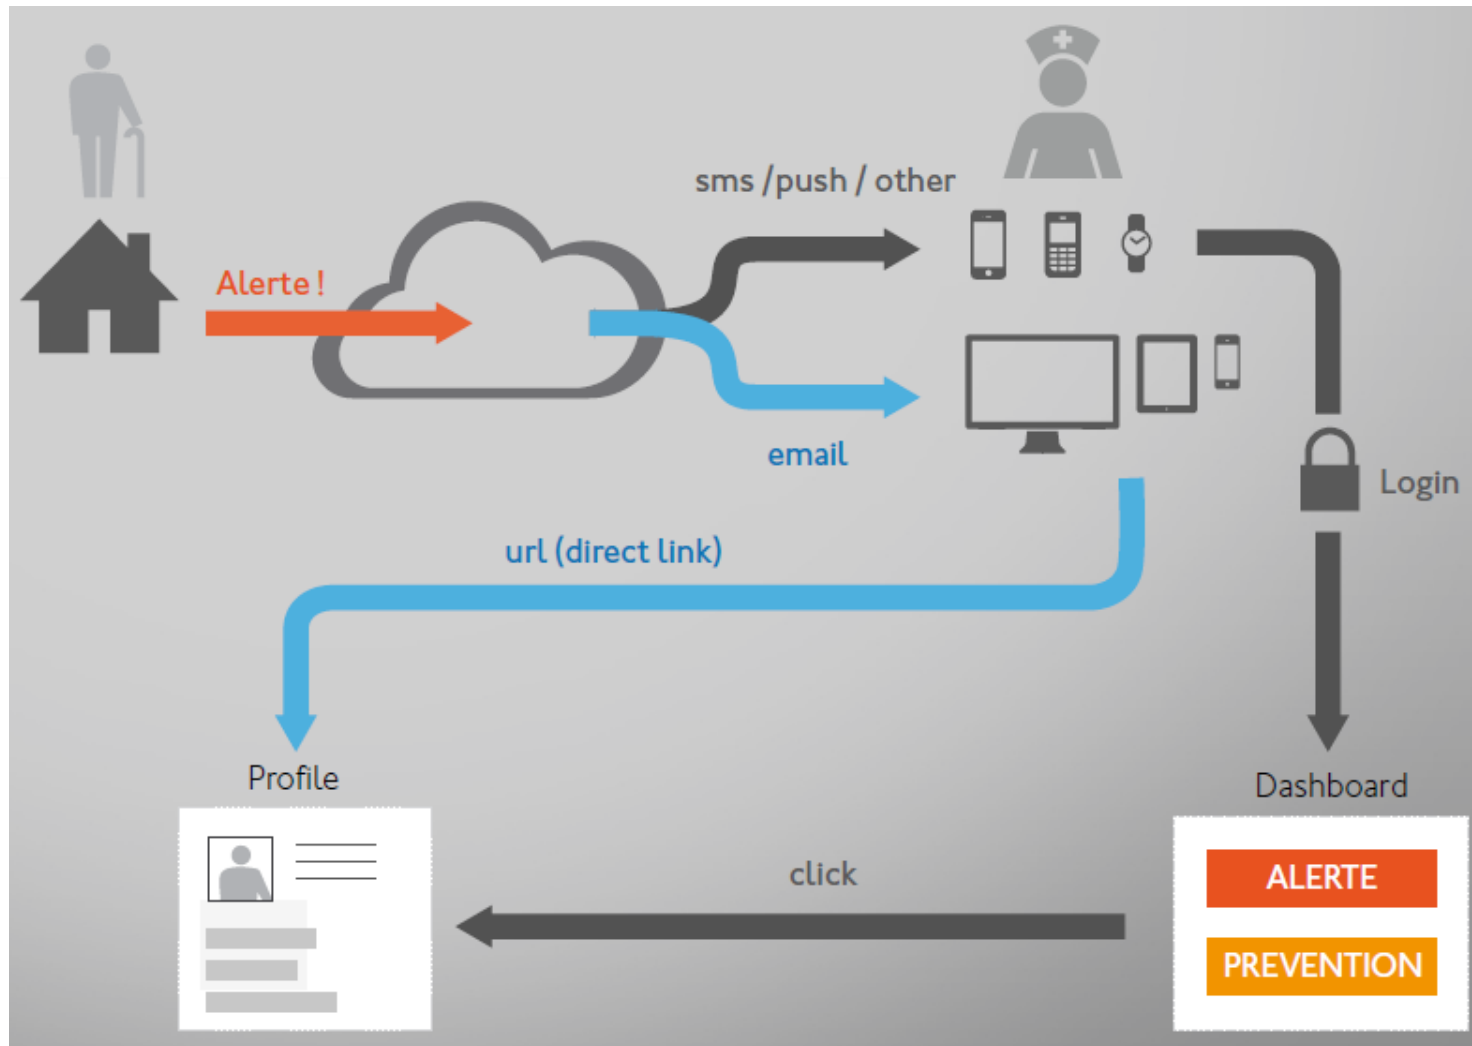 sms /push / other
Alerte !
email
Login
url (direct link)
Profile
Dashboard
click
ALERTE
PREVENTION